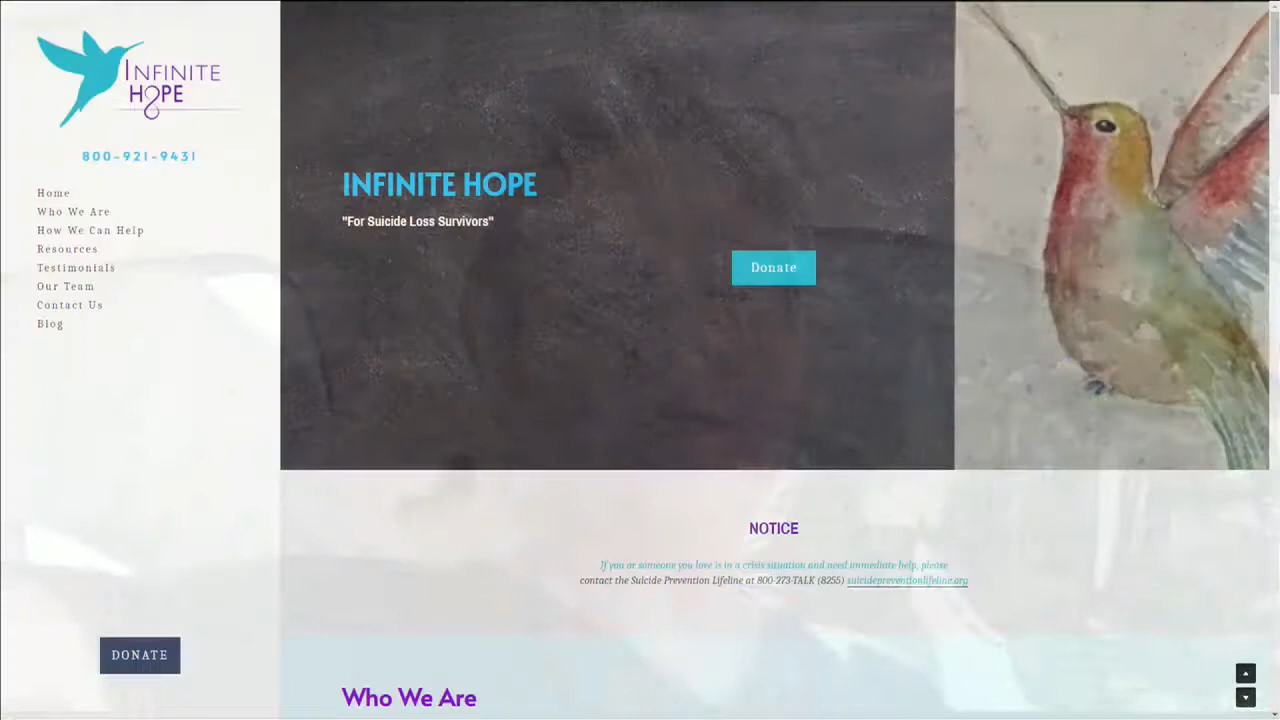 INFINITE
HOPE
800-921-9431
Home
Who We Are
How We Can Help
Resources
Testimonials
Our Team
Contact Us
Blog
DONATE
INFINITE HOPE
"For Suicide Loss Survivors"
Donate
NOTICE
If you or someone you love is in a crisis situation and need immediate help, please
contact the Suicide Prevention Lifeline at 800-273-TALK (8255) suicidepreventionlifeline.org
Who We Are